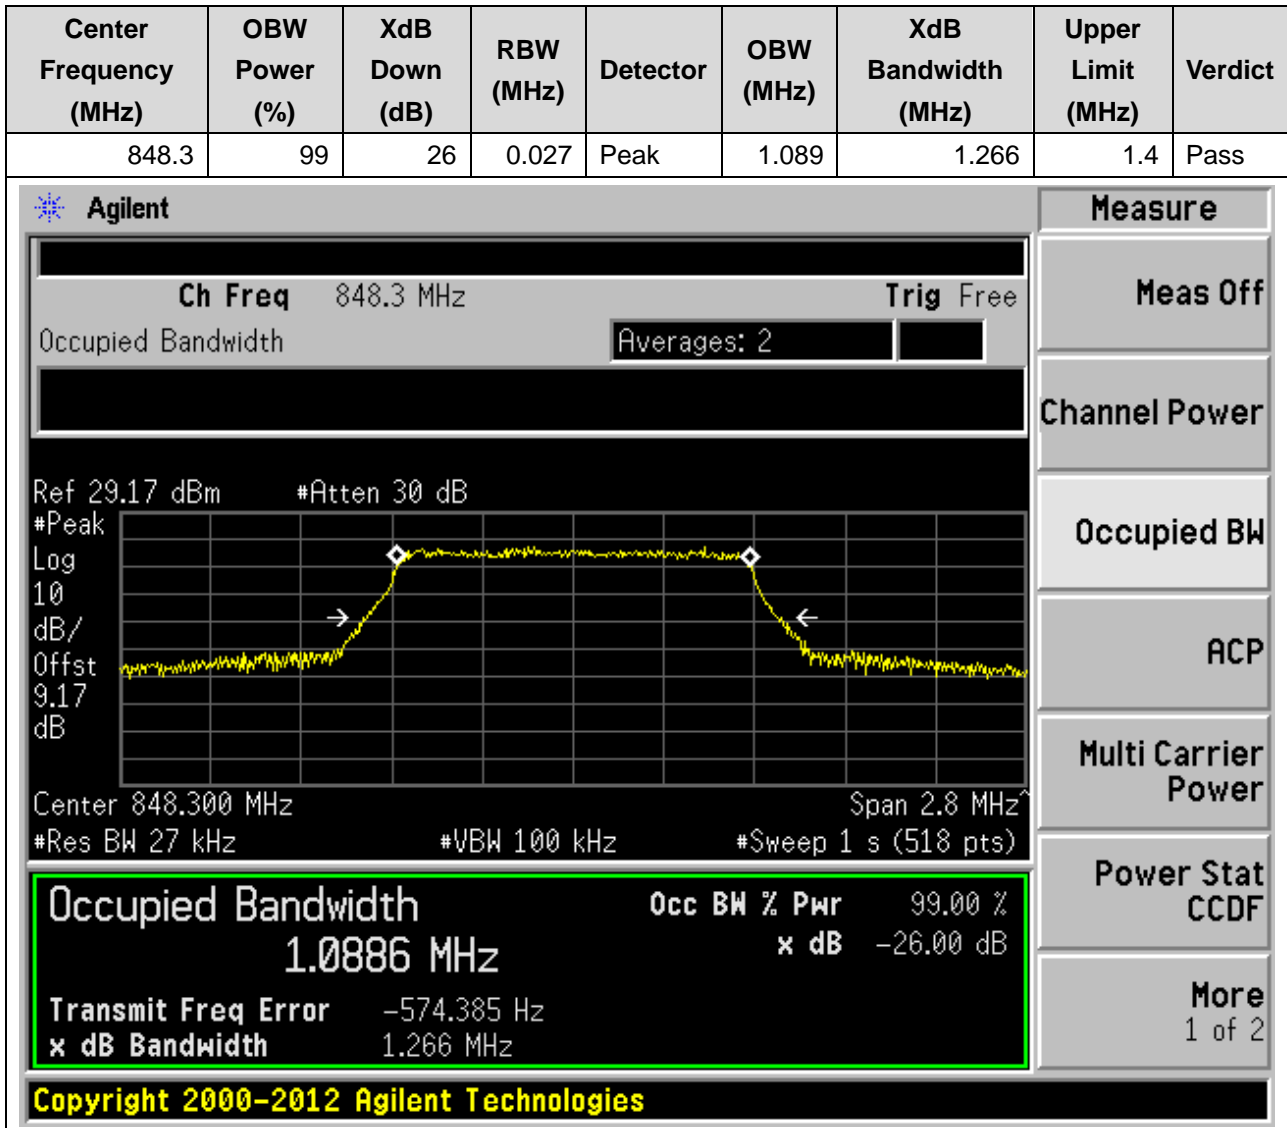 Center Frequency (MHz) OBW Power (%) XdB Down (dB) RBW (MHz) Detector OBW (MHz) XdB Bandwidth (MHz) Upper Limit (MHz) Verdict
848.3 99 26 0.027 Peak 1.089 1.266 1.4 Pass
Agilent
Measure
Ch Freq 848.3 MHz Trig Free
Occupied Bandwidth Averages: 2
Meas Off
Channel Power
Occupied BW
ACP
Multi Carrier
Power
Power Stat
CCDF
More
1 of 2
Ref 29.17 dBm #Atten 30 dB
#Peak
Log
10
dB/
Offst
9.17
dB
Center 848.300 MHz Span 2.8 MHz^
#Res BW 27 kHz #VBW 100 kHz #Sweep 1 s (518 pts)
Occupied Bandwidth Occ BW % Pwr 99.00 %
1.0886 MHz x dB -26.00 dB
Transmit Freq Error -574.385 Hz
x dB Bandwidth 1.266 MHz
Copyright 2000-2012 Agilent Technologies